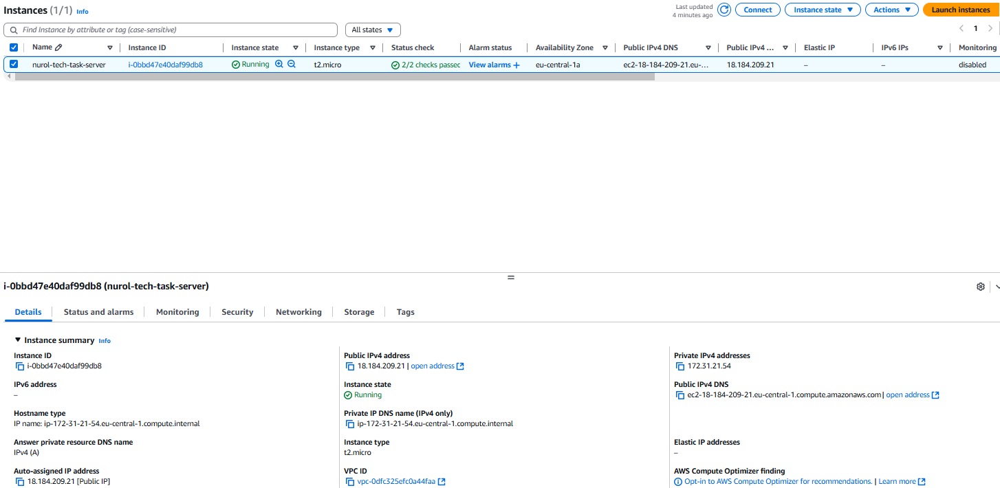 Instances (1/1) Info
Last updated
4 minutes ago
Connect
Instance state
Actions
Launch instances
Find Instance by attribute or tag (case-sensitive)
All states
1
Name Instance ID Instance state Instance type Status check Alarm status Availability Zone Public IPv4 DNS Public IPv4 ... Elastic IP IPv6 IPs Monitoring
nurol-tech-task-server i-0bbd47e40daf99db8 Running t2.micro 2/2 checks passec View alarms + eu-central-1a ec2-18-184-209-21.eu-... 18.184.209.21 – – disabled
i-0bbd47e40daf99db8 (nurol-tech-task-server)
Details Status and alarms Monitoring Security Networking Storage Tags
Instance summary Info
Instance ID
i-0bbd47e40daf99db8
Public IPv4 address
18.184.209.21 | open address
Private IPv4 addresses
172.31.21.54
IPv6 address
–
Instance state
Running
Public IPv4 DNS
ec2-18-184-209-21.eu-central-1.compute.amazonaws.com | open address
Hostname type
IP name: ip-172-31-21-54.eu-central-1.compute.internal
Private IP DNS name (IPv4 only)
ip-172-31-21-54.eu-central-1.compute.internal
Answer private resource DNS name
IPv4 (A)
Instance type
t2.micro
Elastic IP addresses
–
Auto-assigned IP address
18.184.209.21 [Public IP]
VPC ID
vpc-0dfc325efc0a44faa
AWS Compute Optimizer finding
Opt-in to AWS Compute Optimizer for recommendations. | Learn more